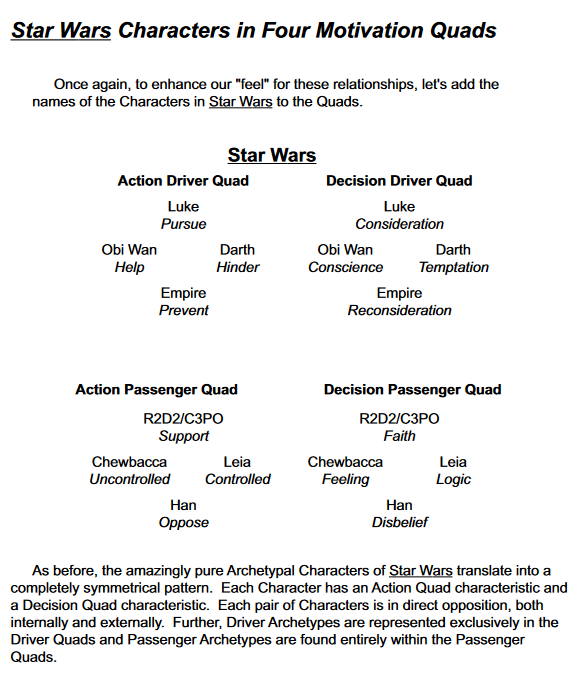 Star Wars Characters in Four Motivation Quads
Once again, to enhance our "feel" for these relationships, let's add the
names of the Characters in Star Wars to the Quads.
Star Wars
Action Driver Quad Decision Driver Quad
Luke Luke
Pursue Consideration
Obi Wan Darth Obi Wan Darth
Help Hinder Conscience Temptation
Empire Empire
Prevent Reconsideration
Action Passenger Quad Decision Passenger Quad
R2D2/C3PO R2D2/C3PO
Support Faith
Chewbacca Leia Chewbacca Leia
Uncontrolled Controlled Feeling Logic
Han Han
Oppose Disbelief
As before, the amazingly pure Archetypal Characters of Star Wars translate into a
completely symmetrical pattern. Each Character has an Action Quad characteristic and
a Decision Quad characteristic. Each pair of Characters is in direct opposition, both
internally and externally. Further, Driver Archetypes are represented exclusively in the
Driver Quads and Passenger Archetypes are found entirely within the Passenger
Quads.